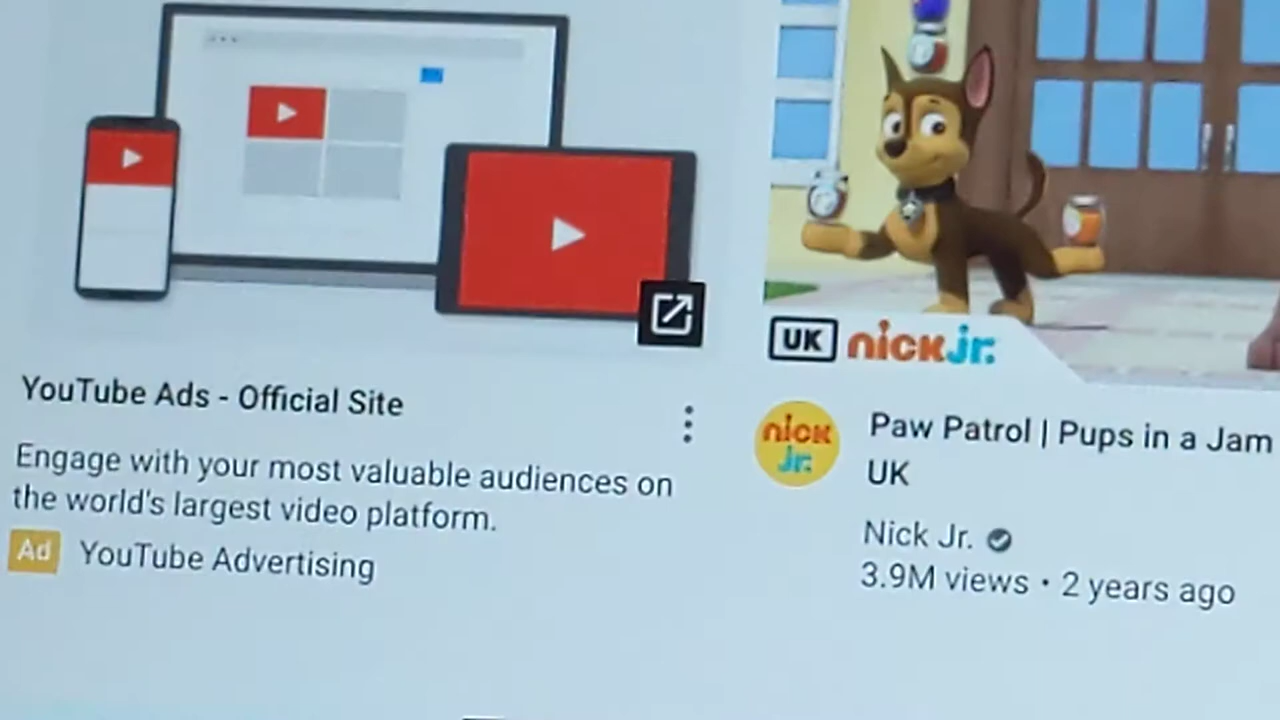 YouTube Ads - Official Site
Engage with your most valuable audiences on
the world's largest video platform.
Ad YouTube Advertising
UK nick jr.
nick
jr.
Paw Patrol | Pups in a Jam
UK
Nick Jr.
3.9M views • 2 years ago